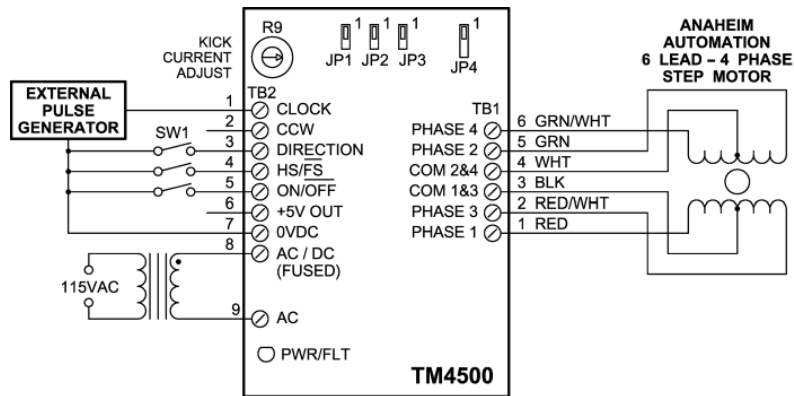 KICK
CURRENT
ADJUST
R9
1
JP1
1
JP2
1
JP3
1
JP4
ANAHEIM
AUTOMATION
6 LEAD – 4 PHASE
STEP MOTOR
EXTERNAL
PULSE
GENERATOR
SW1
TB2
1 CLOCK
2 CCW
3 DIRECTION
4 HS/F̅S̅
5 ON/O̅F̅F̅
6 +5V OUT
7 0VDC
8 AC / DC
(FUSED)
9 AC
115VAC
PWR/FLT
TB1
PHASE 4 6 GRN/WHT
PHASE 2 5 GRN
COM 2&4 4 WHT
COM 1&3 3 BLK
PHASE 3 2 RED/WHT
PHASE 1 1 RED
TM4500